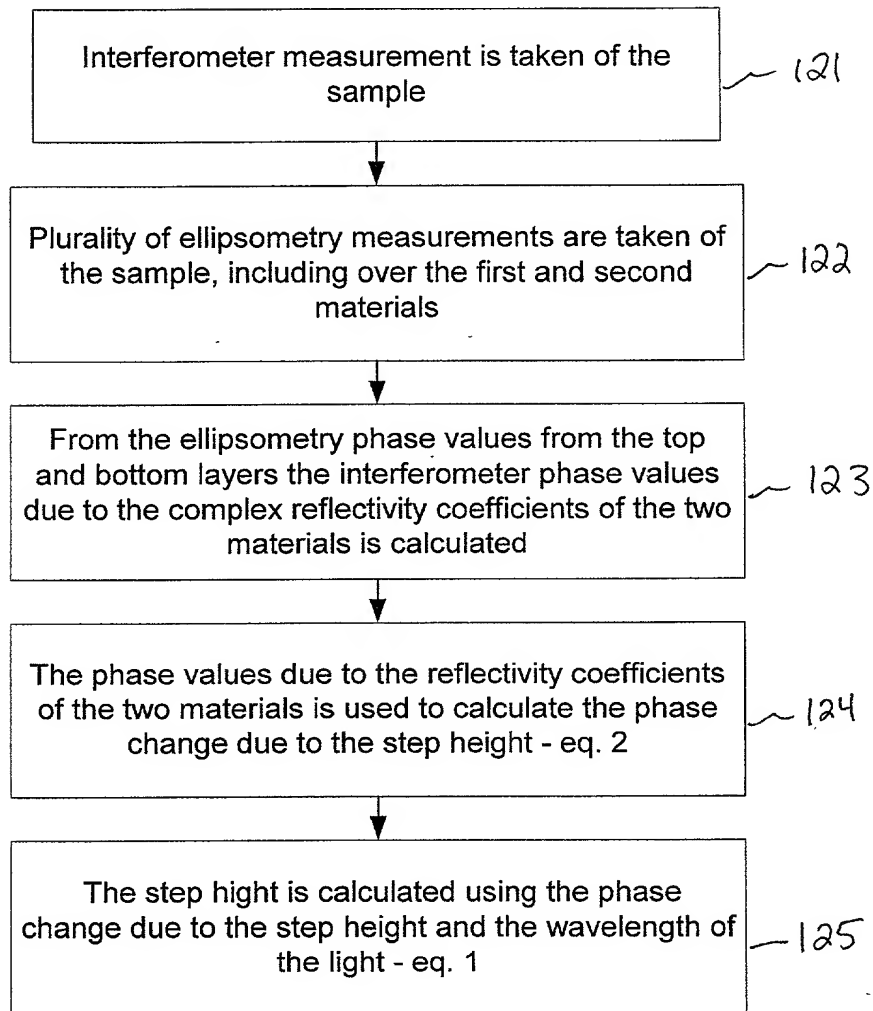 Interferometer measurement is taken of the
sample
121
Plurality of ellipsometry measurements are taken of
the sample, including over the first and second
materials
122
From the ellipsometry phase values from the top
and bottom layers the interferometer phase values
due to the complex reflectivity coefficients of the two
materials is calculated
123
The phase values due to the reflectivity coefficients
of the two materials is used to calculate the phase
change due to the step height - eq. 2
124
The step hight is calculated using the phase
change due to the step height and the wavelength of
the light - eq. 1
125